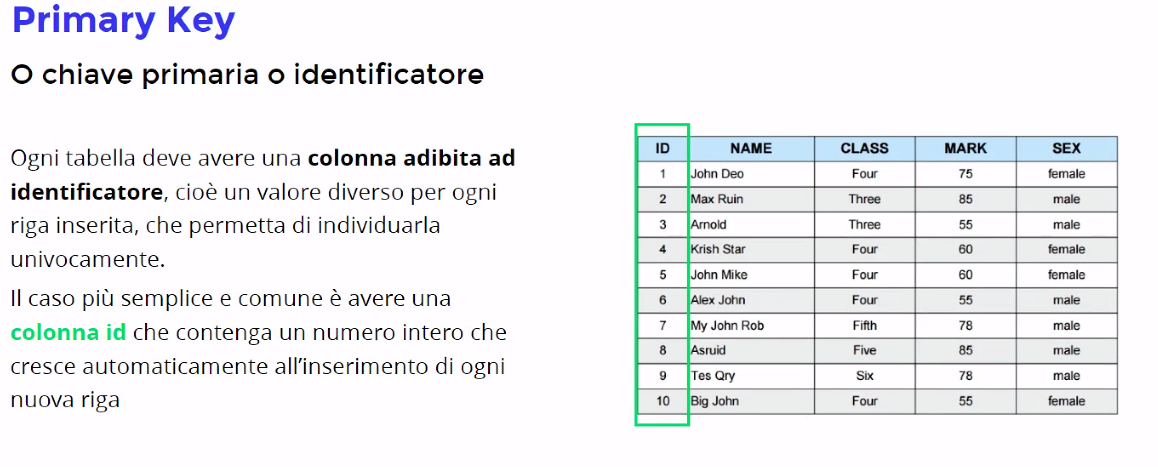 Primary Key
O chiave primaria o identificatore
Ogni tabella deve avere una colonna adibita ad
identificatore, cioè un valore diverso per ogni
riga inserita, che permetta di individuarla
univocamente.
Il caso più semplice e comune è avere una
colonna id che contenga un numero intero che
cresce automaticamente all'inserimento di ogni
nuova riga
ID NAME CLASS MARK SEX
1 John Deo Four 75 female
2 Max Ruin Three 85 male
3 Arnold Three 55 male
4 Krish Star Four 60 female
5 John Mike Four 60 female
6 Alex John Four 55 male
7 My John Rob Fifth 78 male
8 Asruid Five 85 male
9 Tes Qry Six 78 male
10 Big John Four 55 female